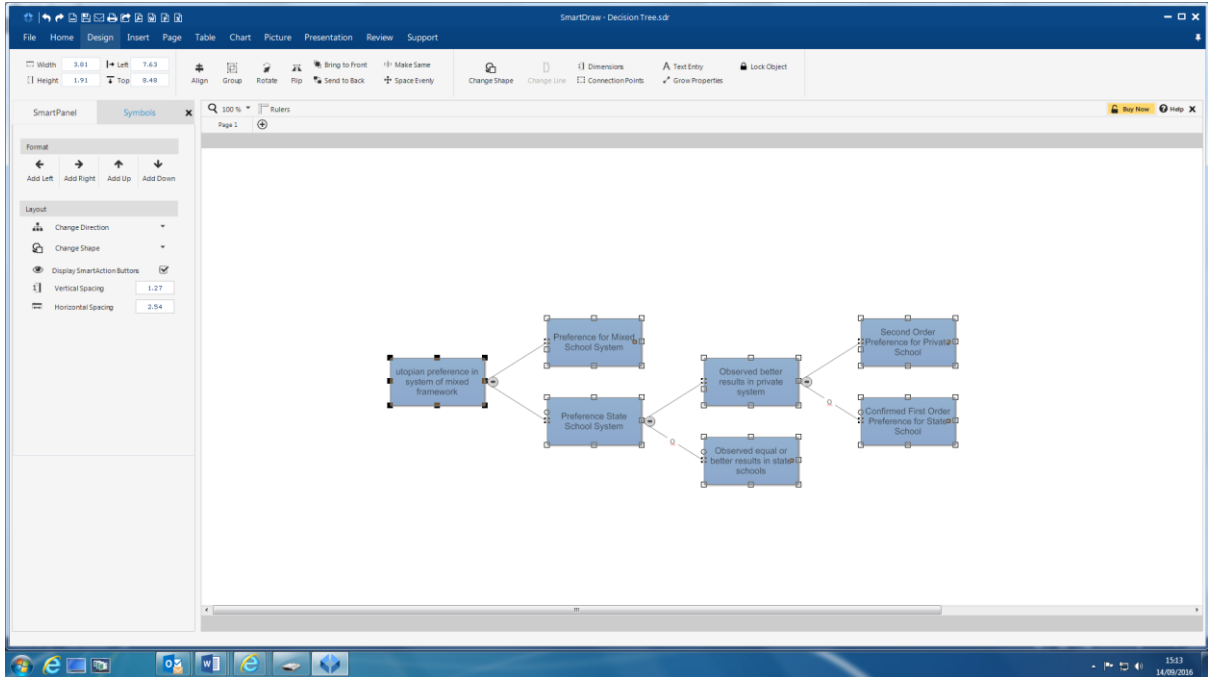 SmartDraw - Decision Tree.sdr
File Home Design Insert Page Table Chart Picture Presentation Review Support
Width 3.81 Left 7.63
Height 1.91 Top 8.48
Align Group Rotate Flip
Bring to Front
Send to Back
Make Same
Space Evenly
Change Shape Change Line
Dimensions
Connection Points
Text Entry
Grow Properties
Lock Object
SmartPanel Symbols X
100 % Rulers
Buy Now Help X
Page 1
Format
Add Left Add Right Add Up Add Down
Layout
Change Direction
Change Shape
Display SmartAction Buttons
Vertical Spacing 1.27
Horizontal Spacing 2.54
utopian preference in
system of mixed
framework
Preference for Mixed
School System
Preference State
School System
Observed better
results in private
system
Observed equal or
better results in state
schools
Second Order
Preference for Private
School
Confirmed First Order
Preference for State
School
0
0
15:13
14/09/2016